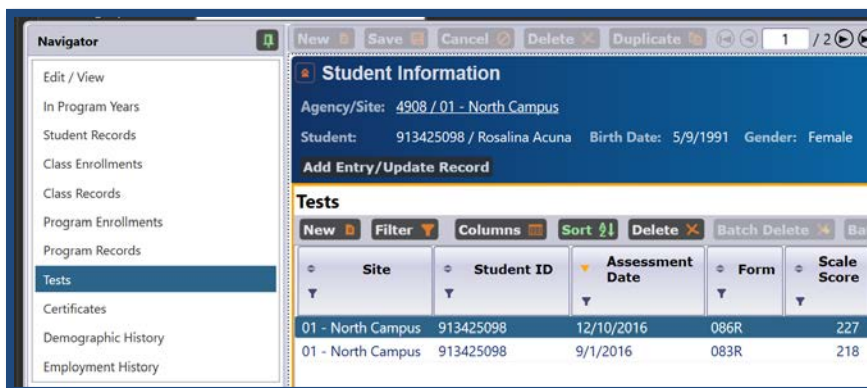 Navigator
Edit / View
In Program Years
Student Records
Class Enrollments
Class Records
Program Enrollments
Program Records
Tests
Certificates
Demographic History
Employment History
New Save Cancel Delete Duplicate 1 / 2
Student Information
Agency/Site: 4908 / 01 - North Campus
Student: 913425098 / Rosalina Acuna Birth Date: 5/9/1991 Gender: Female
Add Entry/Update Record
Tests
New Filter Columns Sort Delete Batch Delete Ba
Site Student ID Assessment Date Form Scale Score
01 - North Campus 913425098 12/10/2016 086R 227
01 - North Campus 913425098 9/1/2016 083R 218